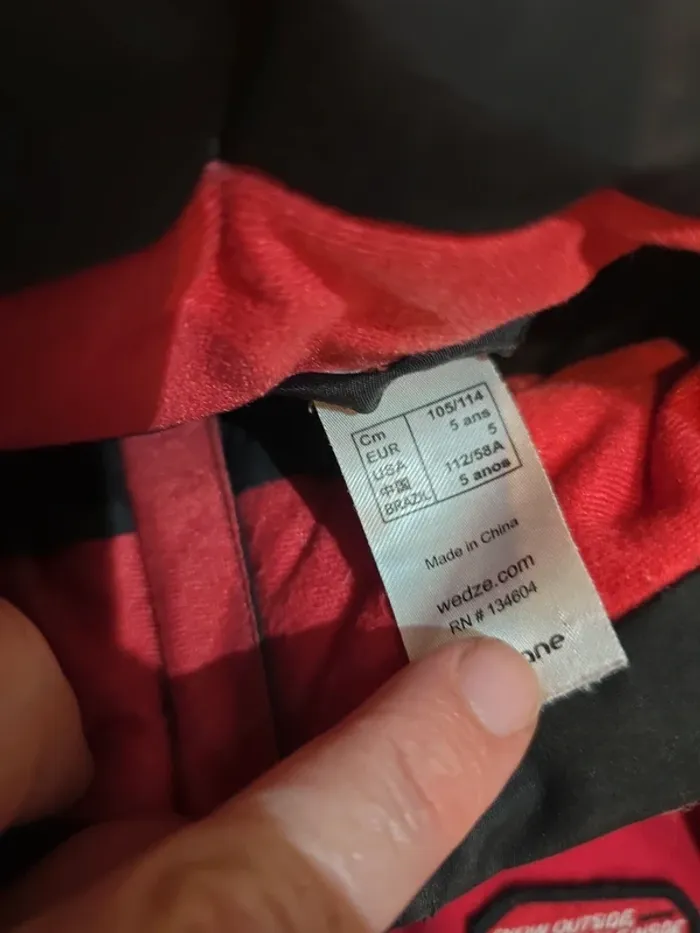 Cm 105/114
EUR 5 ans
USA 5
中国 112/58A
BRAZIL 5 anos
Made in China
wedze.com
RN # 134604
OUTSIDE